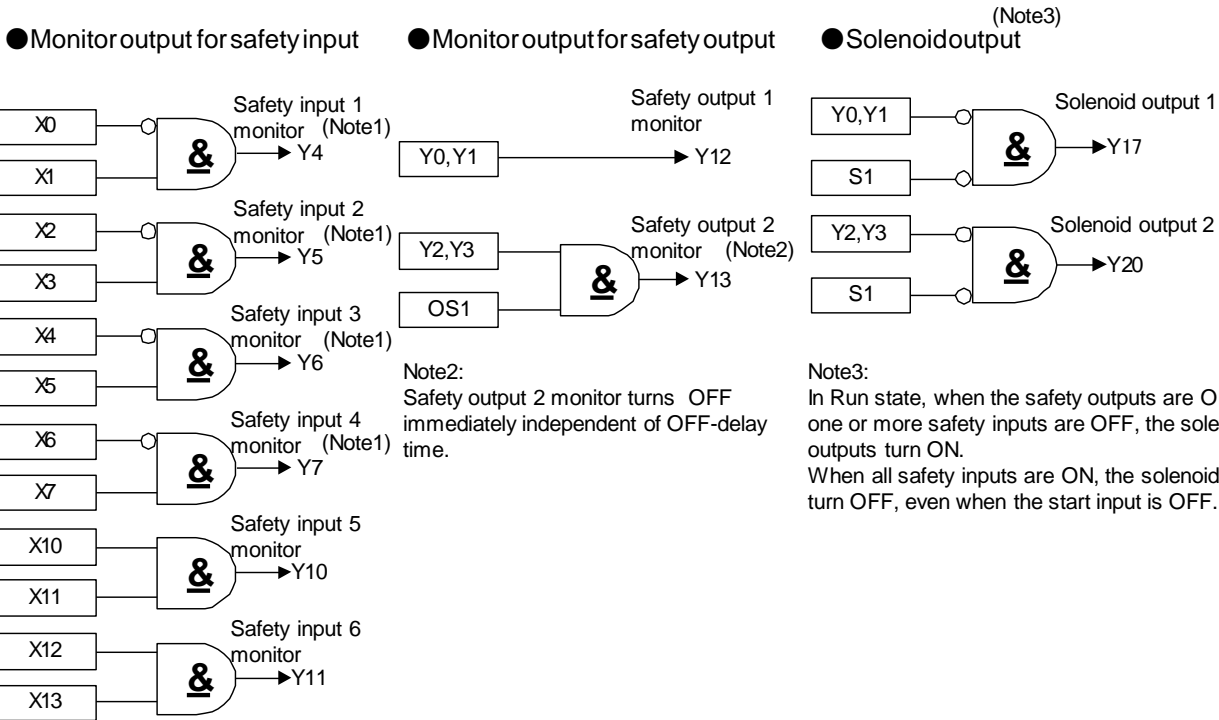 (Note3)
●Monitor output for safety input
●Monitor output for safety output
●Solenoid output
X0
X1
&
Safety input 1
monitor (Note1)
Y4
X2
X3
&
Safety input 2
monitor (Note1)
Y5
X4
X5
&
Safety input 3
monitor (Note1)
Y6
X6
X7
&
Safety input 4
monitor (Note1)
Y7
X10
X11
&
Safety input 5
monitor
Y10
X12
X13
&
Safety input 6
monitor
Y11
Y0,Y1
Safety output 1
monitor
Y12
Y2,Y3
OS1
&
Safety output 2
monitor (Note2)
Y13
Note2:
Safety output 2 monitor turns OFF
immediately independent of OFF-delay
time.
Y0,Y1
S1
&
Solenoid output 1
Y17
Y2,Y3
S1
&
Solenoid output 2
Y20
Note3:
In Run state, when the safety outputs are O
one or more safety inputs are OFF, the sole
outputs turn ON.
When all safety inputs are ON, the solenoid
turn OFF, even when the start input is OFF.